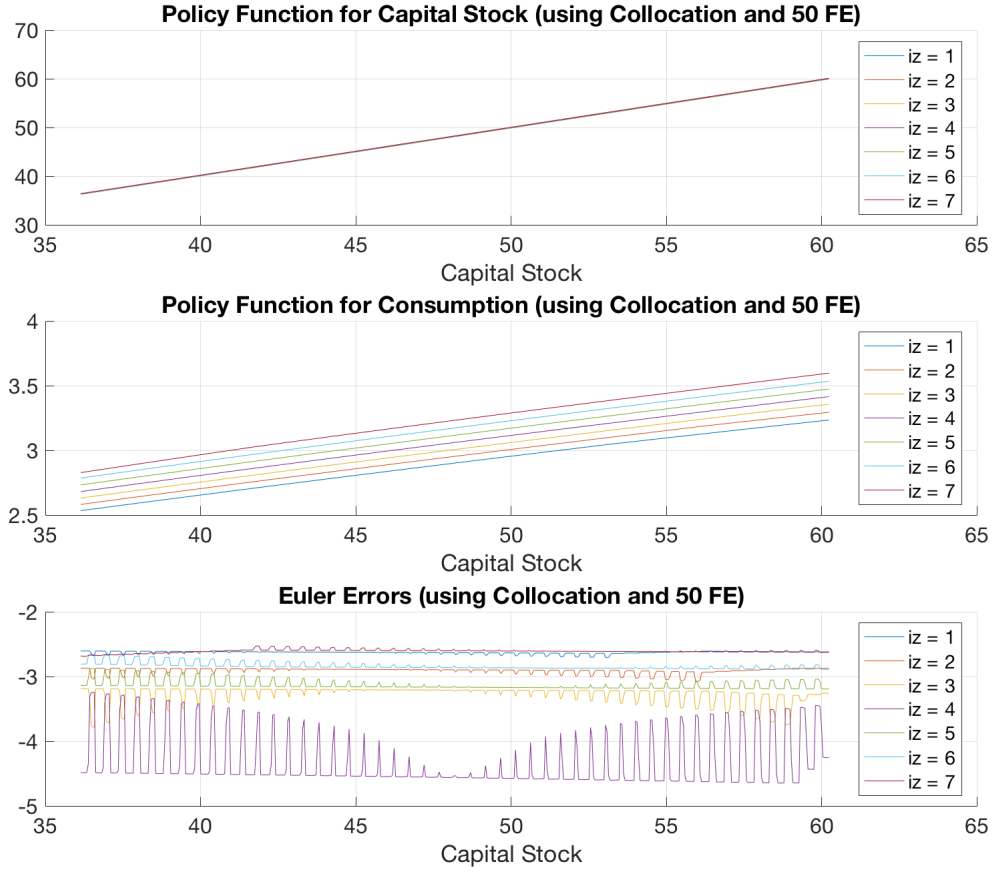 Policy Function for Capital Stock (using Collocation and 50 FE)
70
60
50
40
30
35
40
45
50
55
60
65
Capital Stock
iz = 1
iz = 2
iz = 3
iz = 4
iz = 5
iz = 6
iz = 7
Policy Function for Consumption (using Collocation and 50 FE)
4
3.5
3
2.5
35
40
45
50
55
60
65
Capital Stock
iz = 1
iz = 2
iz = 3
iz = 4
iz = 5
iz = 6
iz = 7
Euler Errors (using Collocation and 50 FE)
-2
-3
-4
-5
35
40
45
50
55
60
65
Capital Stock
iz = 1
iz = 2
iz = 3
iz = 4
iz = 5
iz = 6
iz = 7